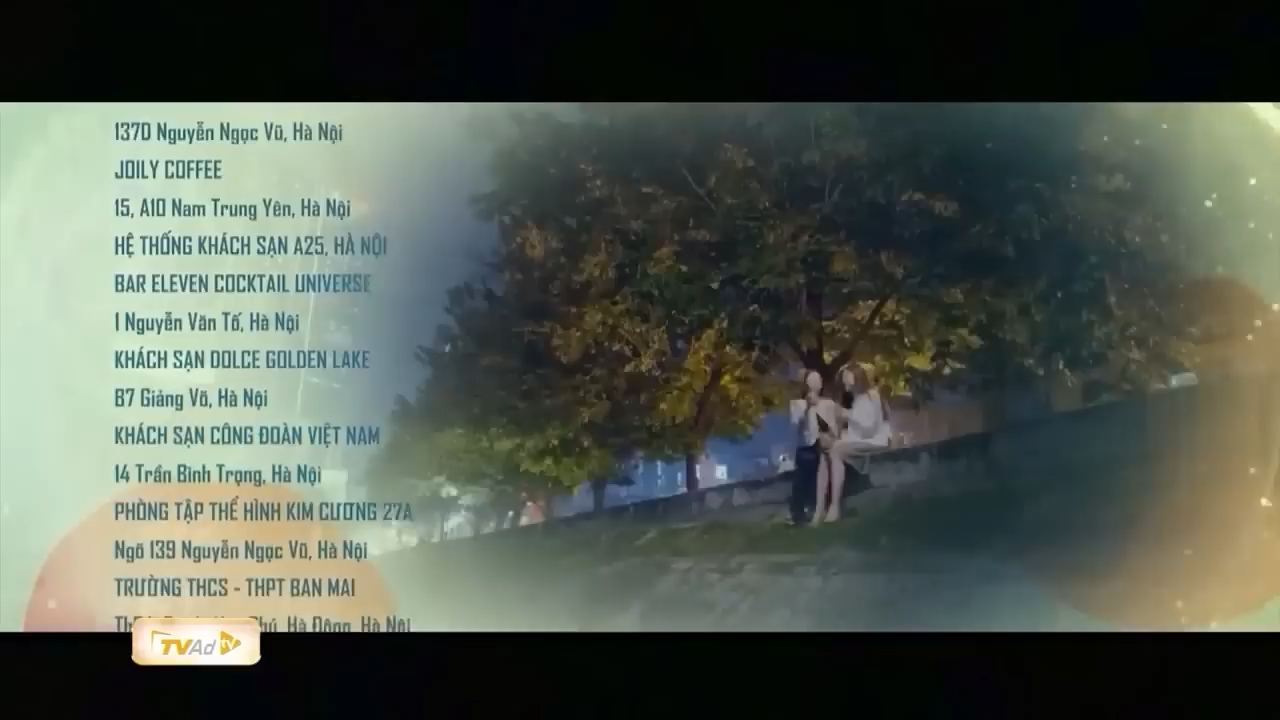 137D Nguyễn Ngọc Vũ, Hà Nội
JOILY COFFEE
15, A10 Nam Trung Yên, Hà Nội
HỆ THỐNG KHÁCH SẠN A25, HÀ NỘI
BAR ELEVEN COCKTAIL UNIVERSE
1 Nguyễn Văn Tố, Hà Nội
KHÁCH SẠN DOLCE GOLDEN LAKE
B7 Giảng Võ, Hà Nội
KHÁCH SẠN CÔNG ĐOÀN VIỆT NAM
14 Trần Bình Trọng, Hà Nội
PHÒNG TẬP THỂ HÌNH KIM CƯƠNG 27A
Ngõ 139 Nguyễn Ngọc Vũ, Hà Nội
TRƯỜNG THCS - THPT BAN MAI
Hà Đông, Hà Nội
TVAd TV